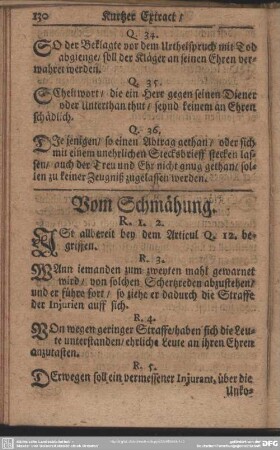 130 Kurtzer Extract /
Q. 34.
SO der Beklagte vor dem Urthelspruch mit Tod
abgienge / soll der Kläger an seinen Ehren ver-
wahret werden.
Q. 35.
SCheltwort / die ein Herr gegen seinen Diener
oder Unterthan thut / seynd keinem an Ehren
schädlich.
Q. 36.
DIe jenigen / so einen Abtrag gethan / oder sich
mit einem unehrlichen Stecksbrieff stecken las-
sen / auch der Treu und Ehr nicht gnug gethan / sol-
len zu keiner Zeugniß zugelassen werden.
Vom Schmähung.
R. 1. 2.
ISt allbereit bey dem Articul Q. 12. be-
griffen.
R. 3.
WAnn iemanden zum zweyten mahl gewarnet
wird / von solchen Schertzreden abzustehen /
und er führe fort / so ziehe er dadurch die Straffe
der Injurien auff sich.
R. 4.
VOn wegen geringer Straffe / haben sich die Leu-
te unterstanden / ehrliche Leute an ihren Ehren
anzutasten.
R. 5.
DErwegen soll ein vermessener Injurant, über die
Unko-